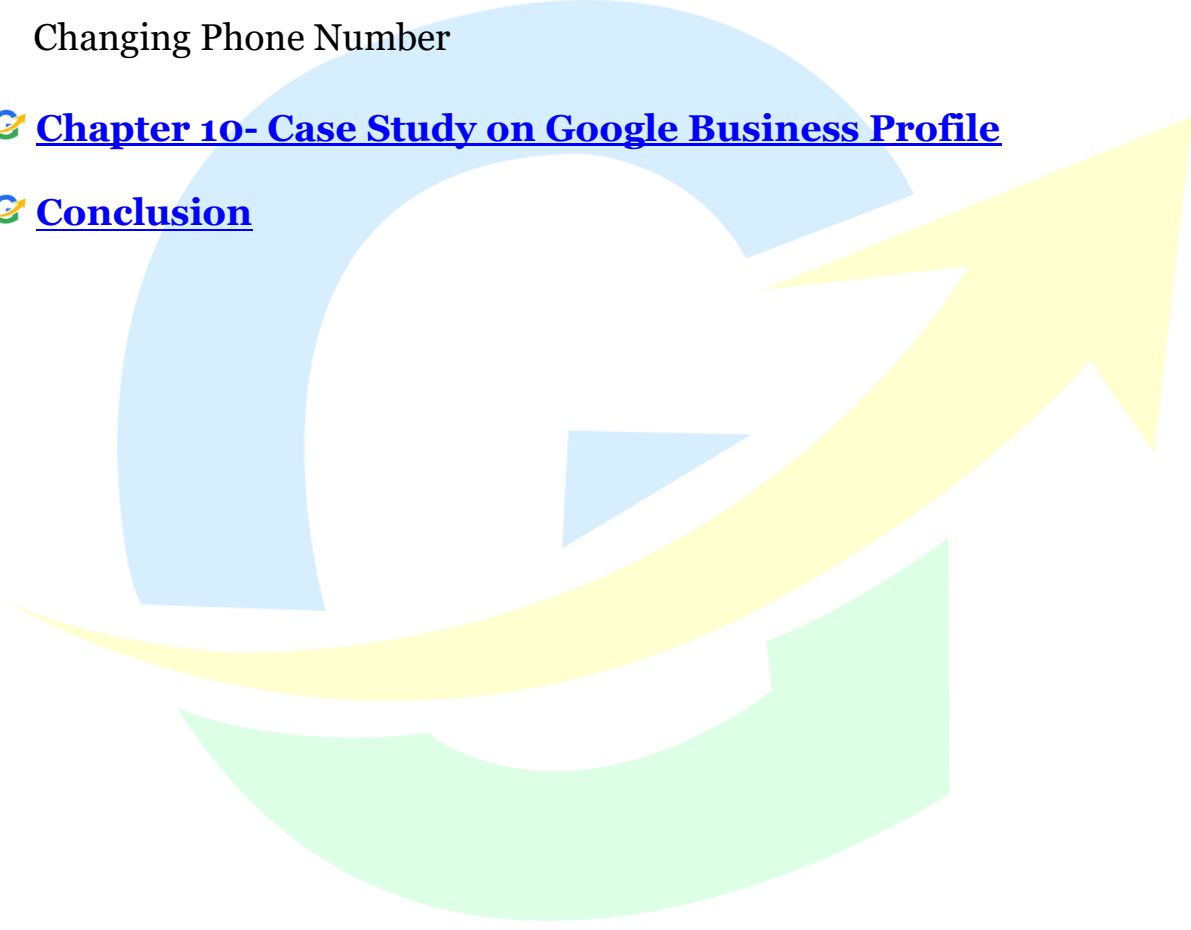 Changing Phone Number
Chapter 10- Case Study on Google Business Profile
Conclusion